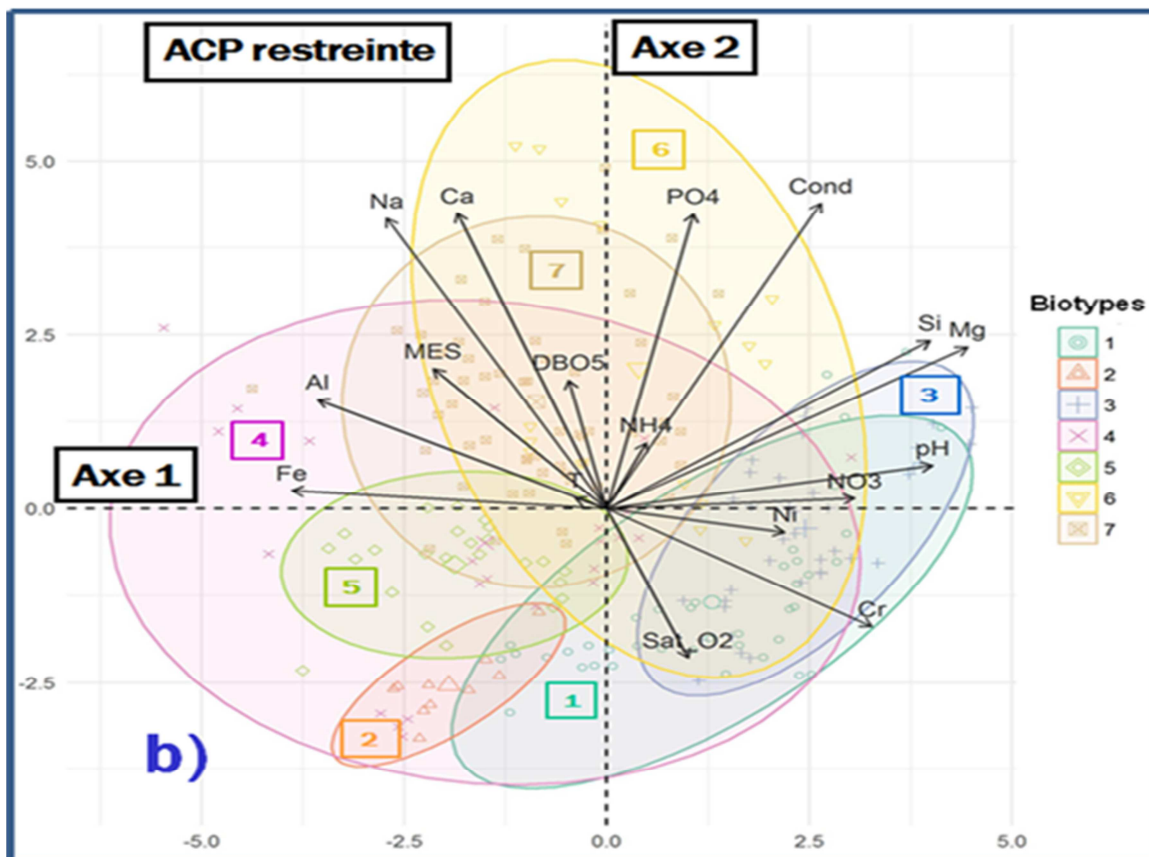 ACP restreinte
Axe 2
6
5.0
Na
Ca
PO4
Cond
7
Biotypes
Si
Mg
2.5
MES
DBO5
3
1
2
3
4
5
6
7
Al
4
NH4
pH
Axe 1
Fe
T
NO3
0.0
Ni
5
Cr
Sat_O2
-2.5
1
2
b)
-5.0
-2.5
0.0
2.5
5.0